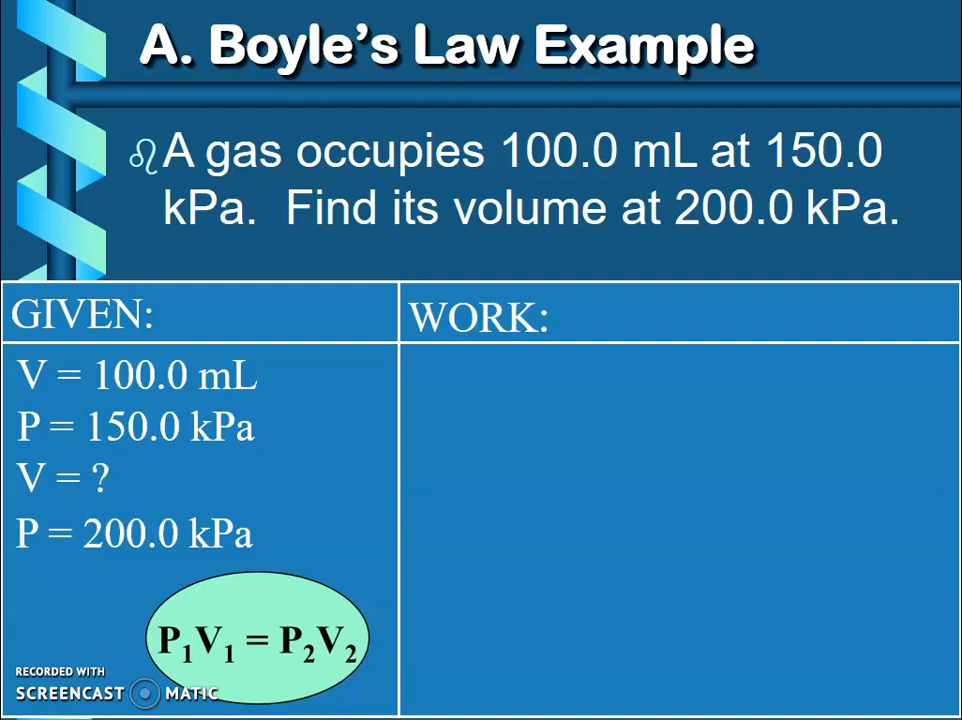 A. Boyle's Law Example
A gas occupies 100.0 mL at 150.0
kPa. Find its volume at 200.0 kPa.
GIVEN:
V = 100.0 mL
P = 150.0 kPa
V = ?
P = 200.0 kPa
P₁V₁ = P₂V₂
WORK:
RECORDED WITH
SCREENCAST MATIC